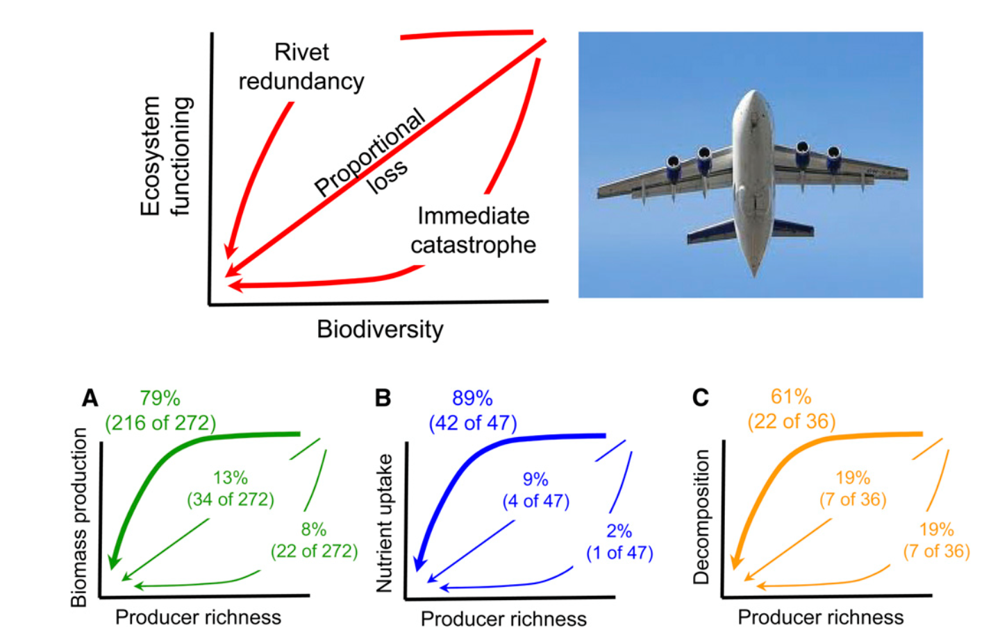 Rivet
redundancy
Proportional
loss
Immediate
catastrophe
Ecosystem
functioning
Biodiversity
A
79%
(216 of 272)
13%
(34 of 272)
8%
(22 of 272)
Biomass production
Producer richness
B
89%
(42 of 47)
9%
(4 of 47)
2%
(1 of 47)
Nutrient uptake
Producer richness
C
61%
(22 of 36)
19%
(7 of 36)
19%
(7 of 36)
Decomposition
Producer richness